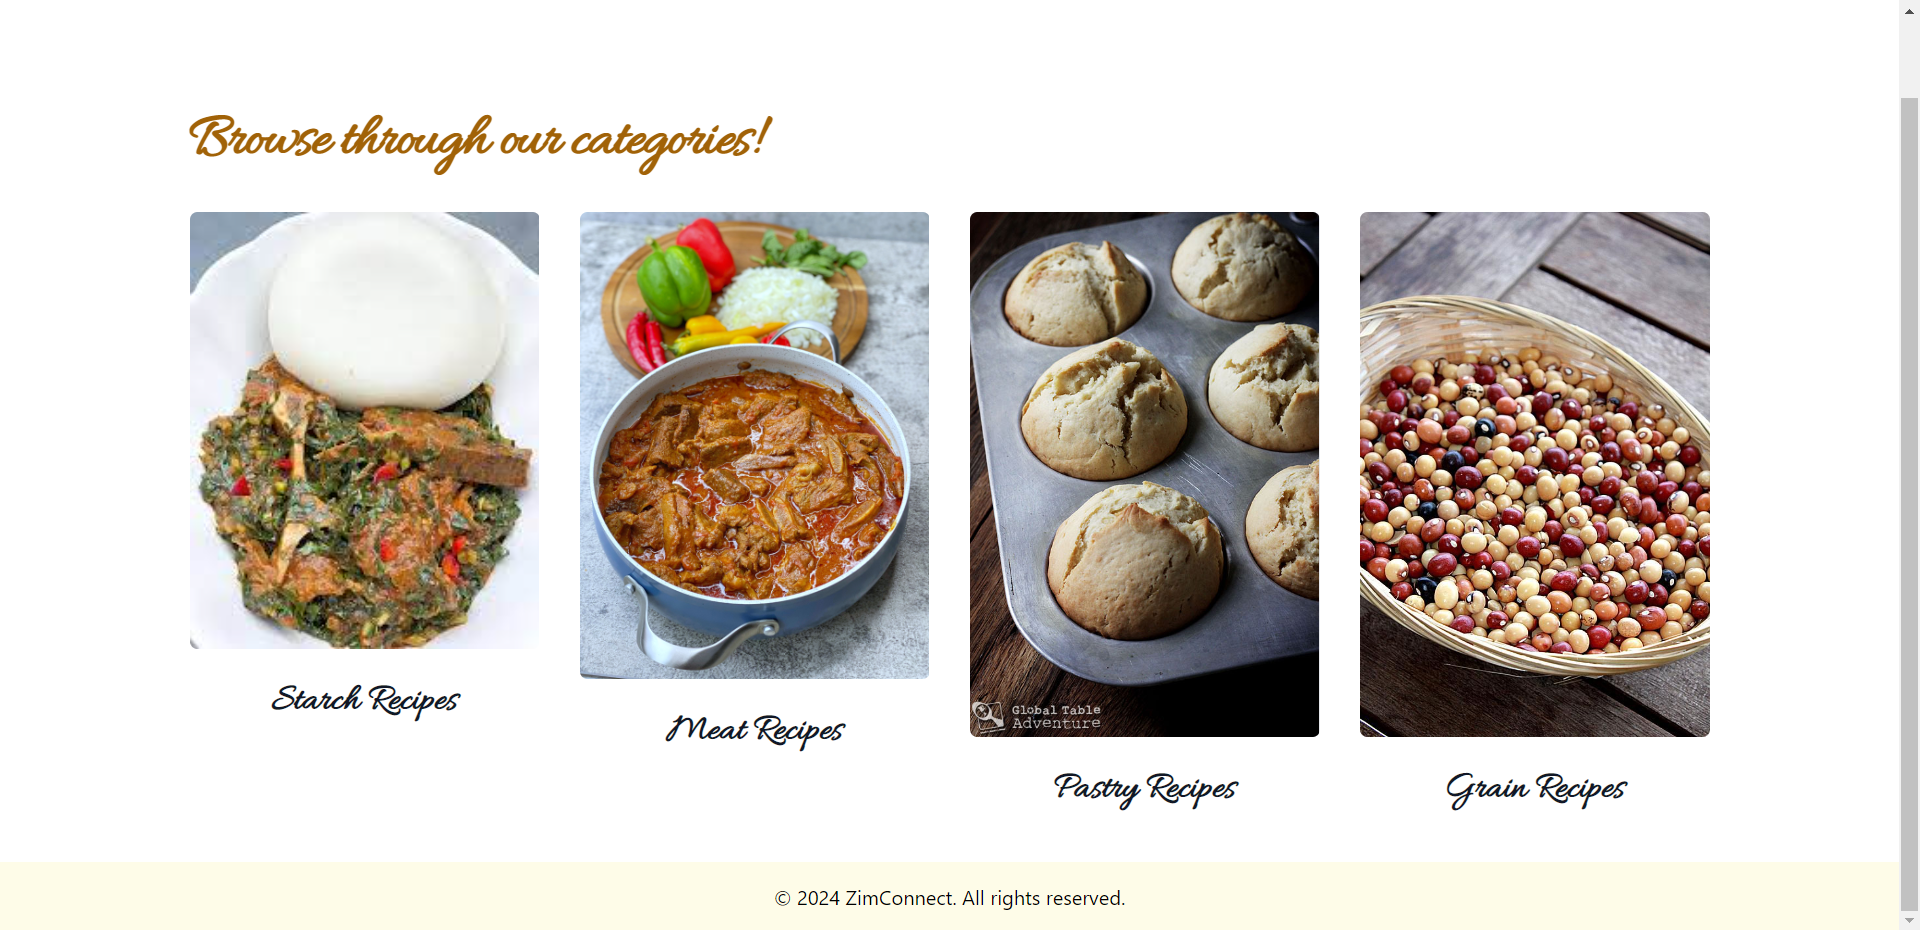 Browse through our categories!
Global Table
Adventure
Starch Recipes
Meat Recipes
Pastry Recipes
Grain Recipes
© 2024 ZimConnect. All rights reserved.